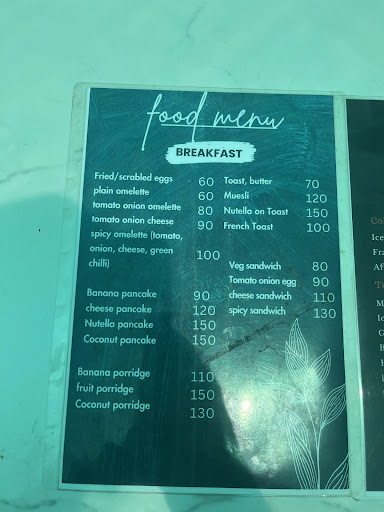 food menu
BREAKFAST
Fried/scrabled eggs 60
plain omelette 60
tomato onion omelette 80
tomato onion cheese 90
spicy omelette (tomato,
onion, cheese, green 100
chilli)
Banana pancake 90
cheese pancake 120
Nutella pancake 150
Coconut pancake 150
Banana porridge 110
fruit porridge 150
Coconut porridge 130
Toast, butter 70
Muesli 120
Nutella on Toast 150
French Toast 100
Veg sandwich 80
Tomato onion egg 90
cheese sandwich 110
spicy sandwich 130